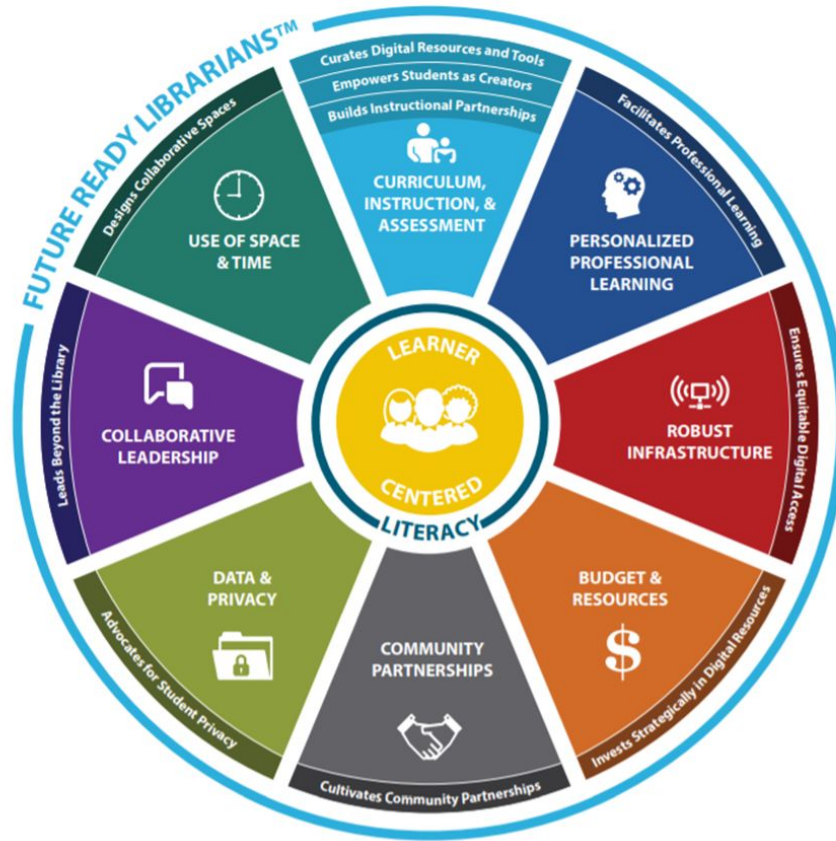 FUTURE READY LIBRARIANS™
Curates Digital Resources and Tools
Empowers Students as Creators
Builds Instructional Partnerships
CURRICULUM,
INSTRUCTION, &
ASSESSMENT
Facilitates Professional Learning
PERSONALIZED
PROFESSIONAL
LEARNING
Ensures Equitable Digital Access
ROBUST
INFRASTRUCTURE
Invests Strategically in Digital Resources
BUDGET &
RESOURCES
$
Cultivates Community Partnerships
COMMUNITY
PARTNERSHIPS
Advocates for Student Privacy
DATA &
PRIVACY
Leads Beyond the Library
COLLABORATIVE
LEADERSHIP
Designs Collaborative Spaces
USE OF SPACE
& TIME
LEARNER
CENTERED
LITERACY